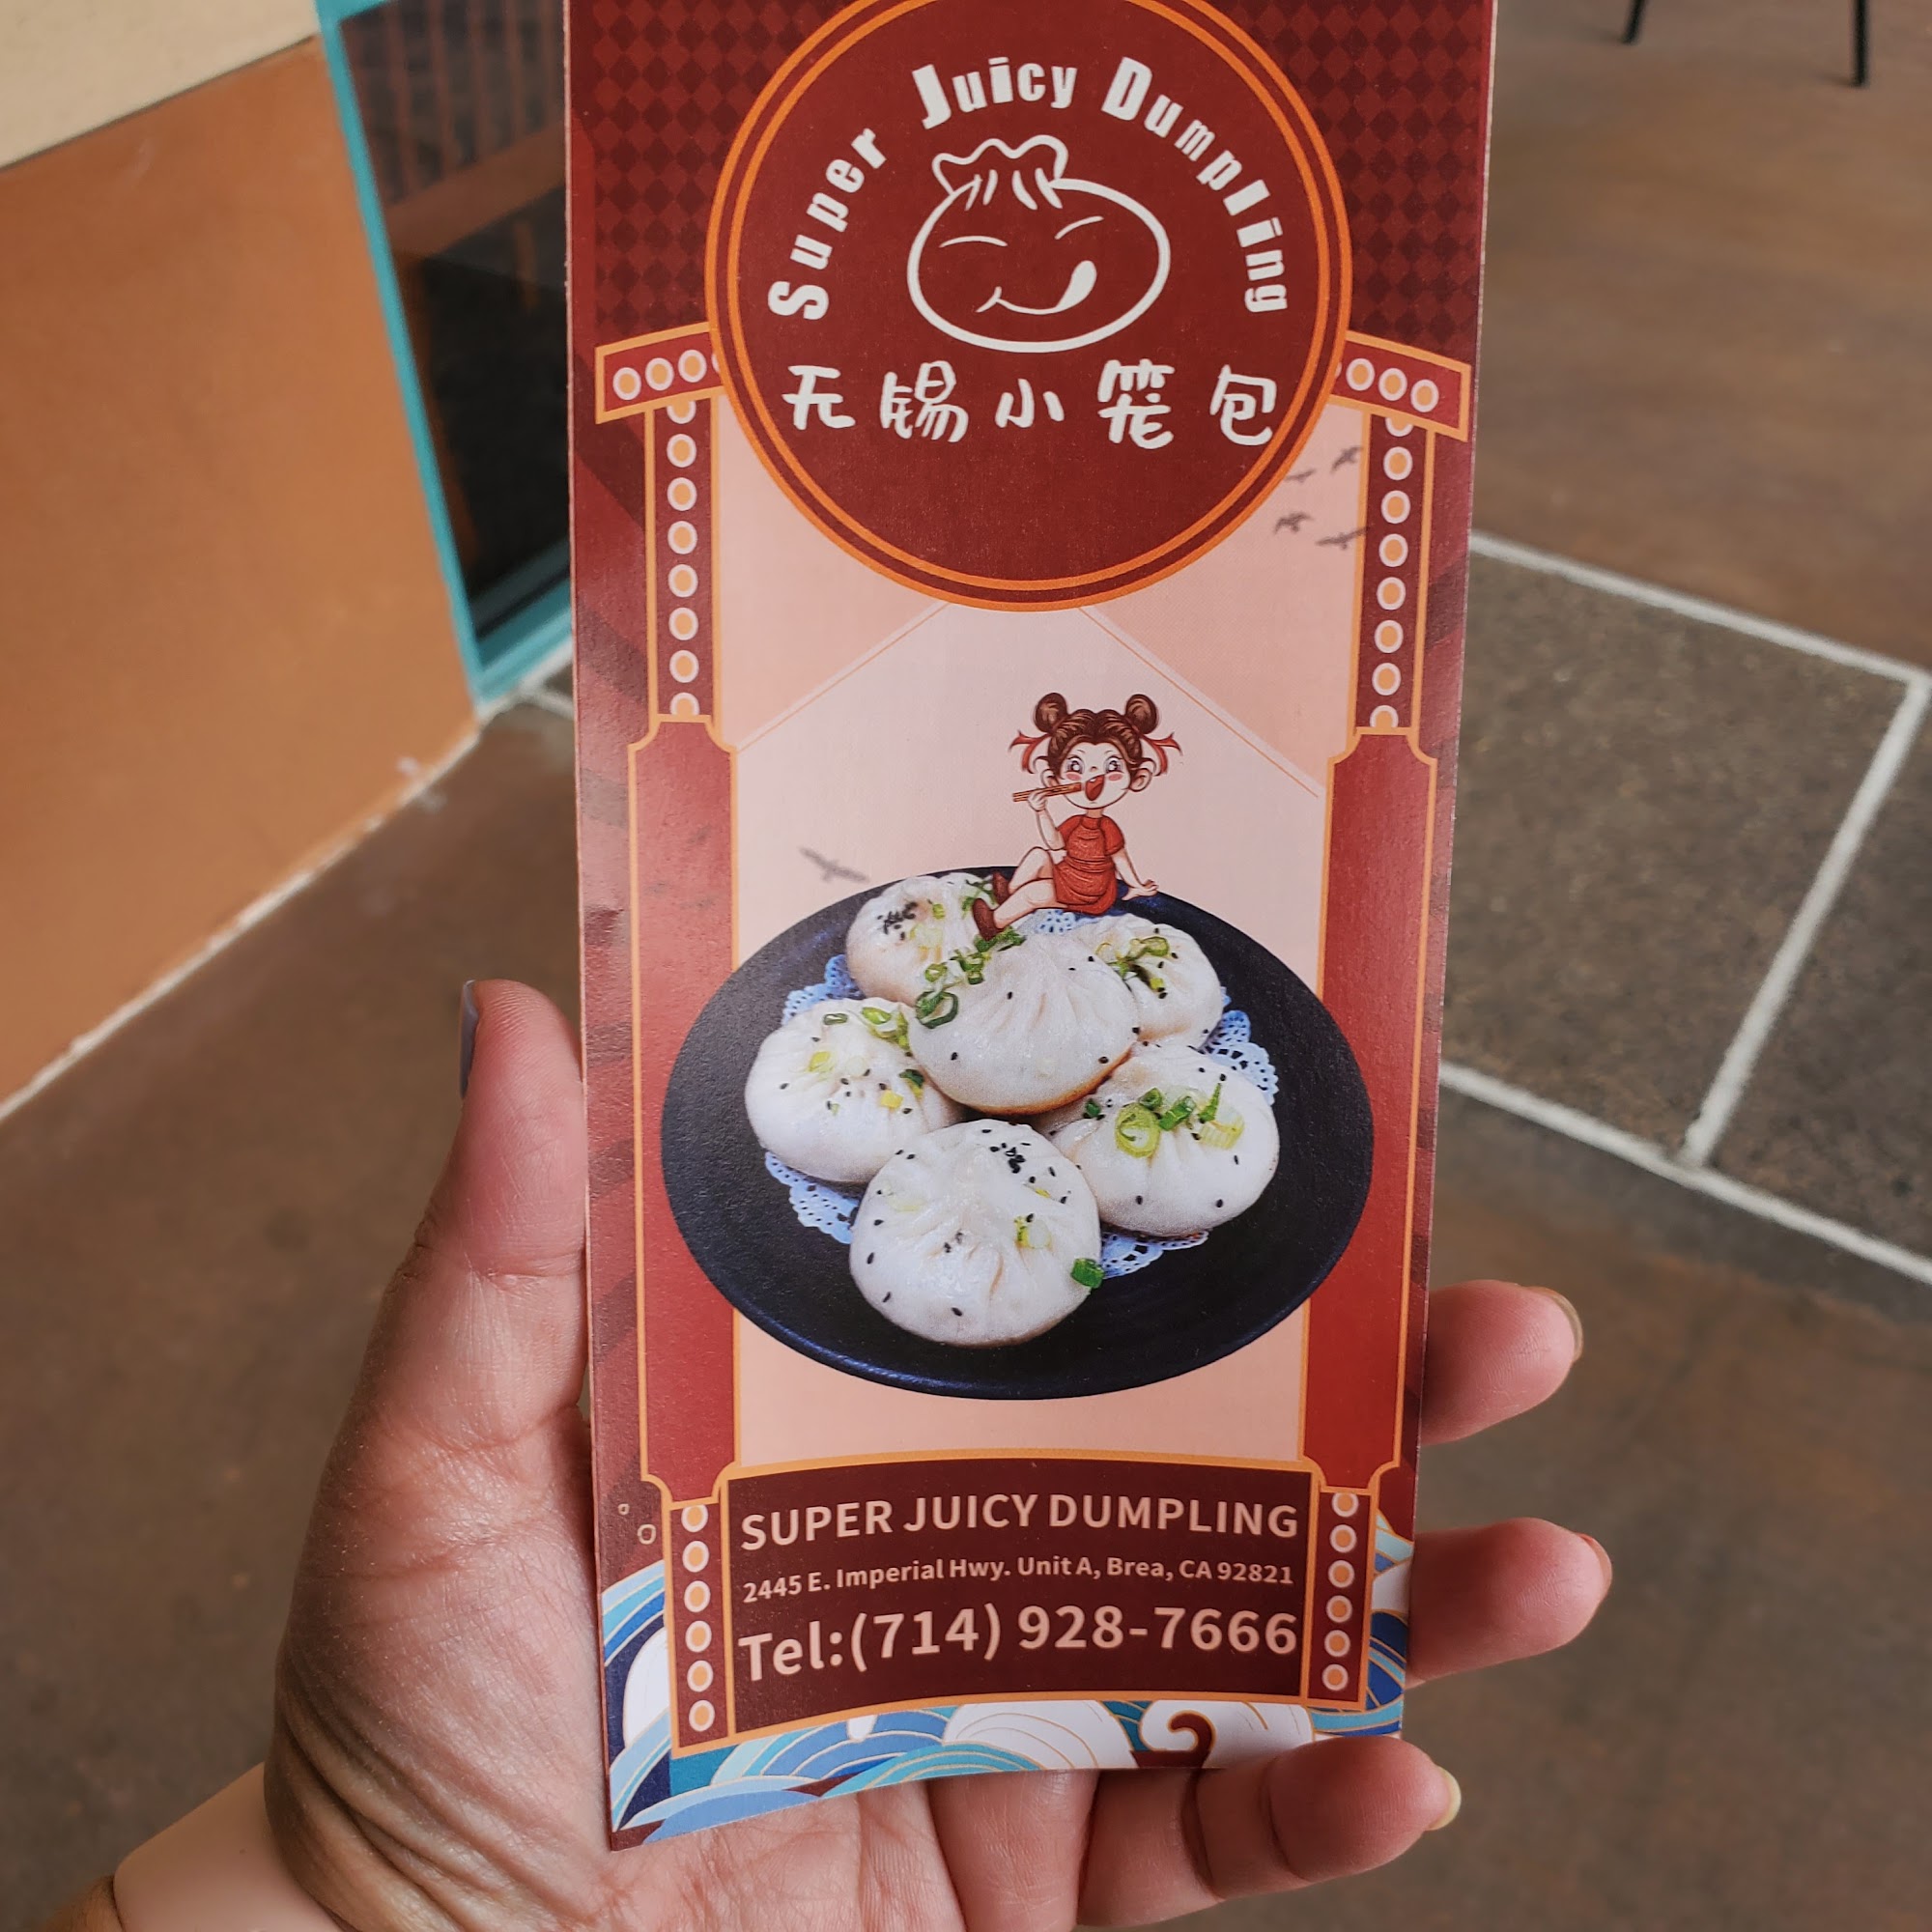 Super Juicy Dumpling
无锡小笼包
SUPER JUICY DUMPLING
2445 E. Imperial Hwy. Unit A, Brea, CA 92821
Tel:(714) 928-7666